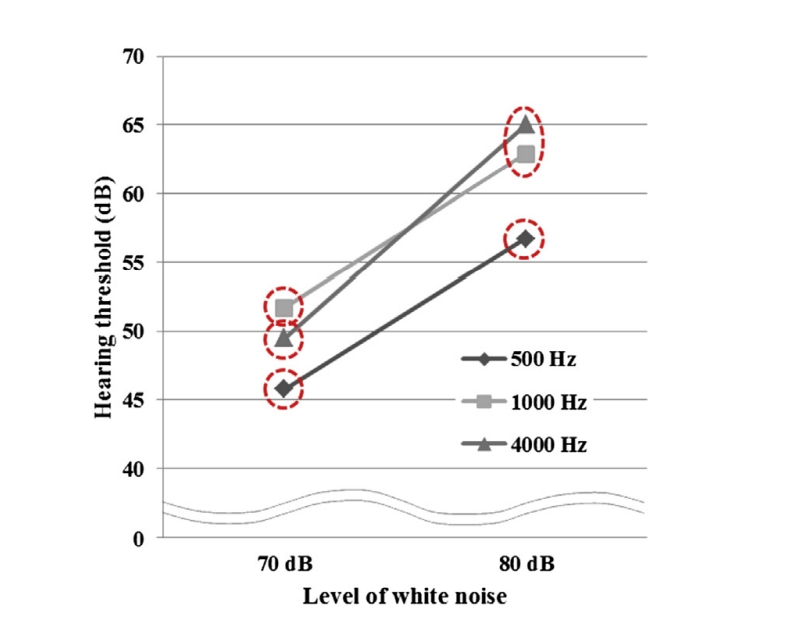 70
65
60
55
50
45
40
0
Hearing threshold (dB)
500 Hz
1000 Hz
4000 Hz
70 dB
80 dB
Level of white noise